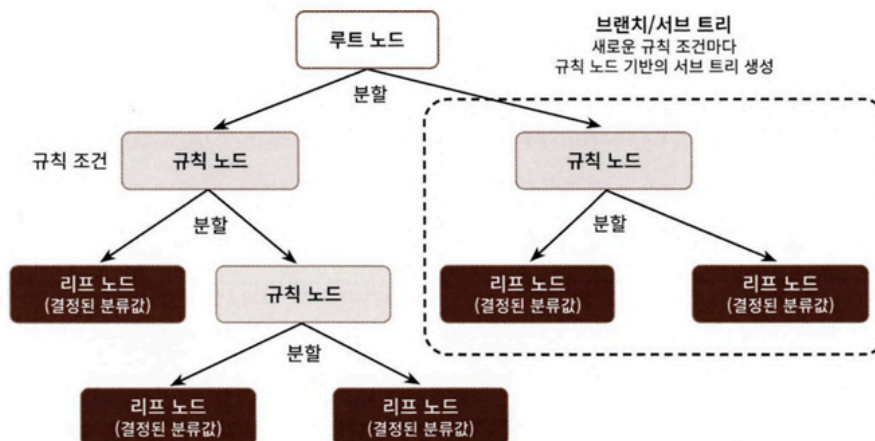 루트 노드
브랜치/서브 트리
새로운 규칙 조건마다
규칙 노드 기반의 서브 트리 생성
분할
규칙 조건
규칙 노드
규칙 노드
분할
분할
리프 노드
(결정된 분류값)
규칙 노드
리프 노드
(결정된 분류값)
리프 노드
(결정된 분류값)
분할
리프 노드
(결정된 분류값)
리프 노드
(결정된 분류값)